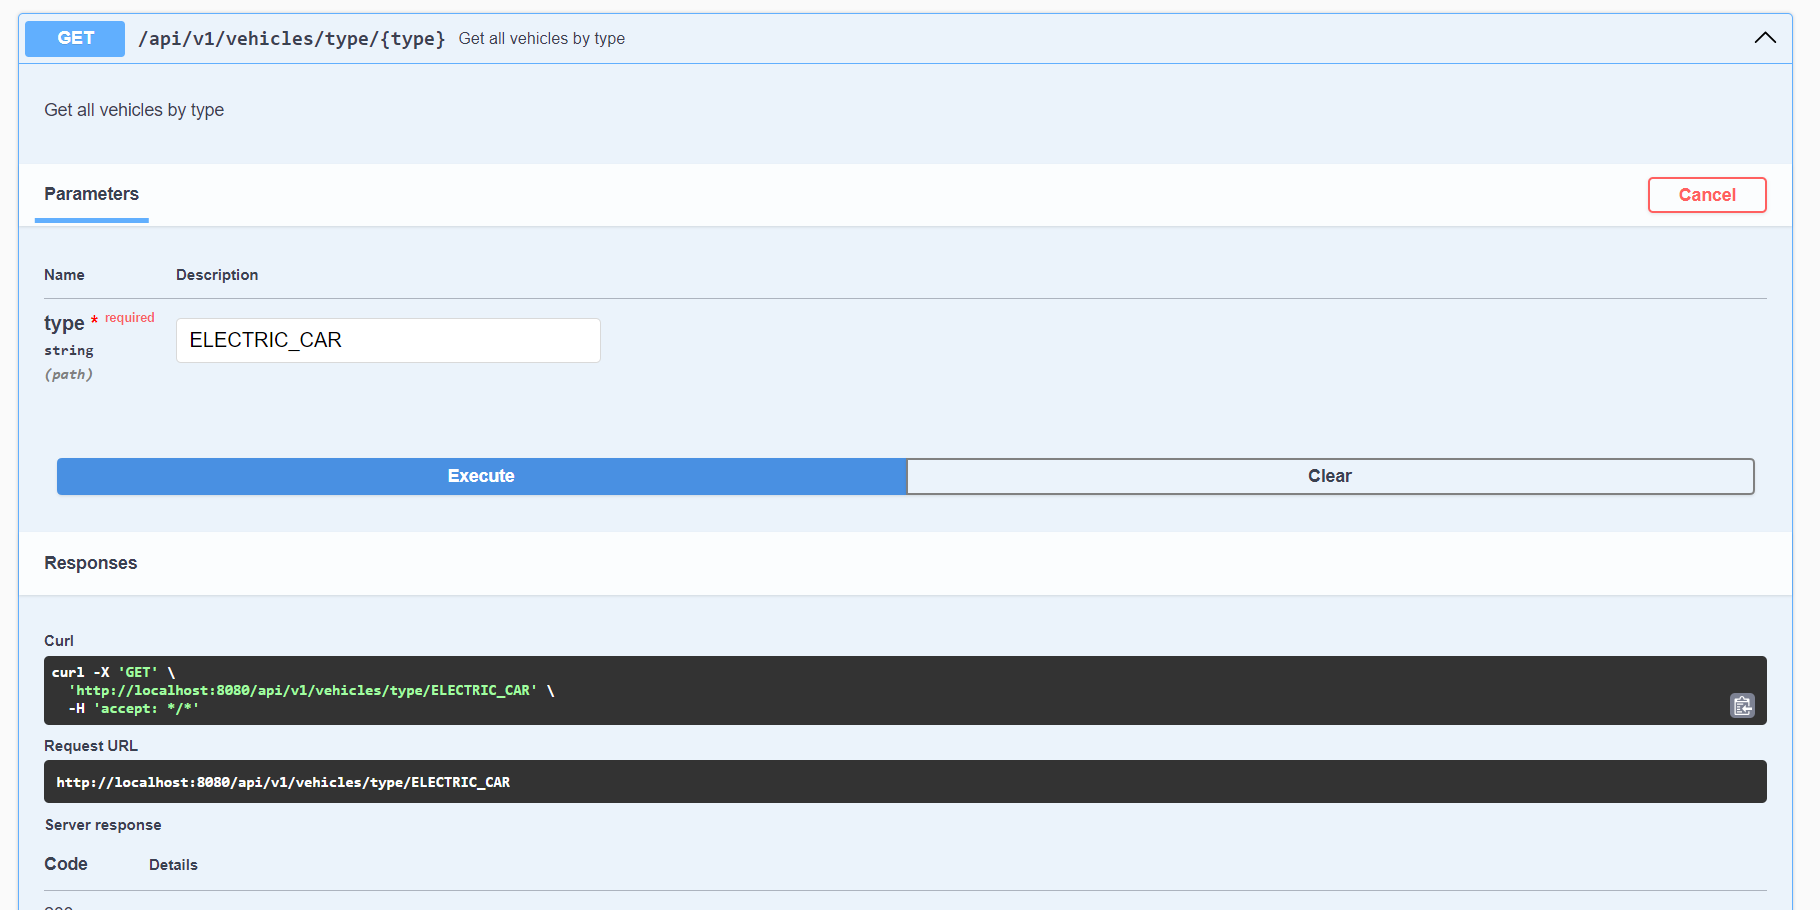 GET /api/v1/vehicles/type/{type} Get all vehicles by type
Get all vehicles by type
Parameters Cancel
Name Description
type * required
string
(path)
ELECTRIC_CAR
Execute Clear
Responses
Curl
curl -X 'GET' \
'http://localhost:8080/api/v1/vehicles/type/ELECTRIC_CAR' \
-H 'accept: */*'
Request URL
http://localhost:8080/api/v1/vehicles/type/ELECTRIC_CAR
Server response
Code Details